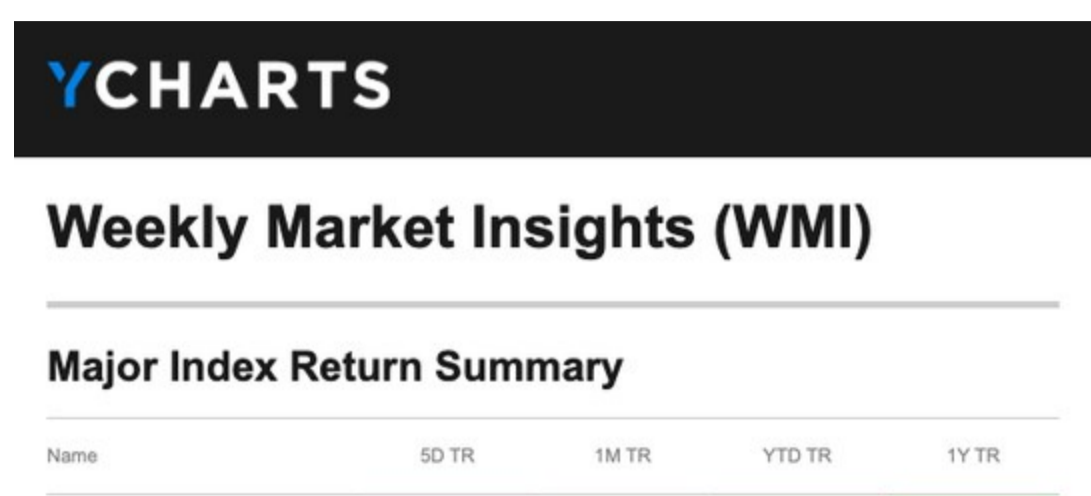 YCHARTS
Weekly Market Insights (WMI)
Major Index Return Summary
Name 5D TR 1M TR YTD TR 1Y TR